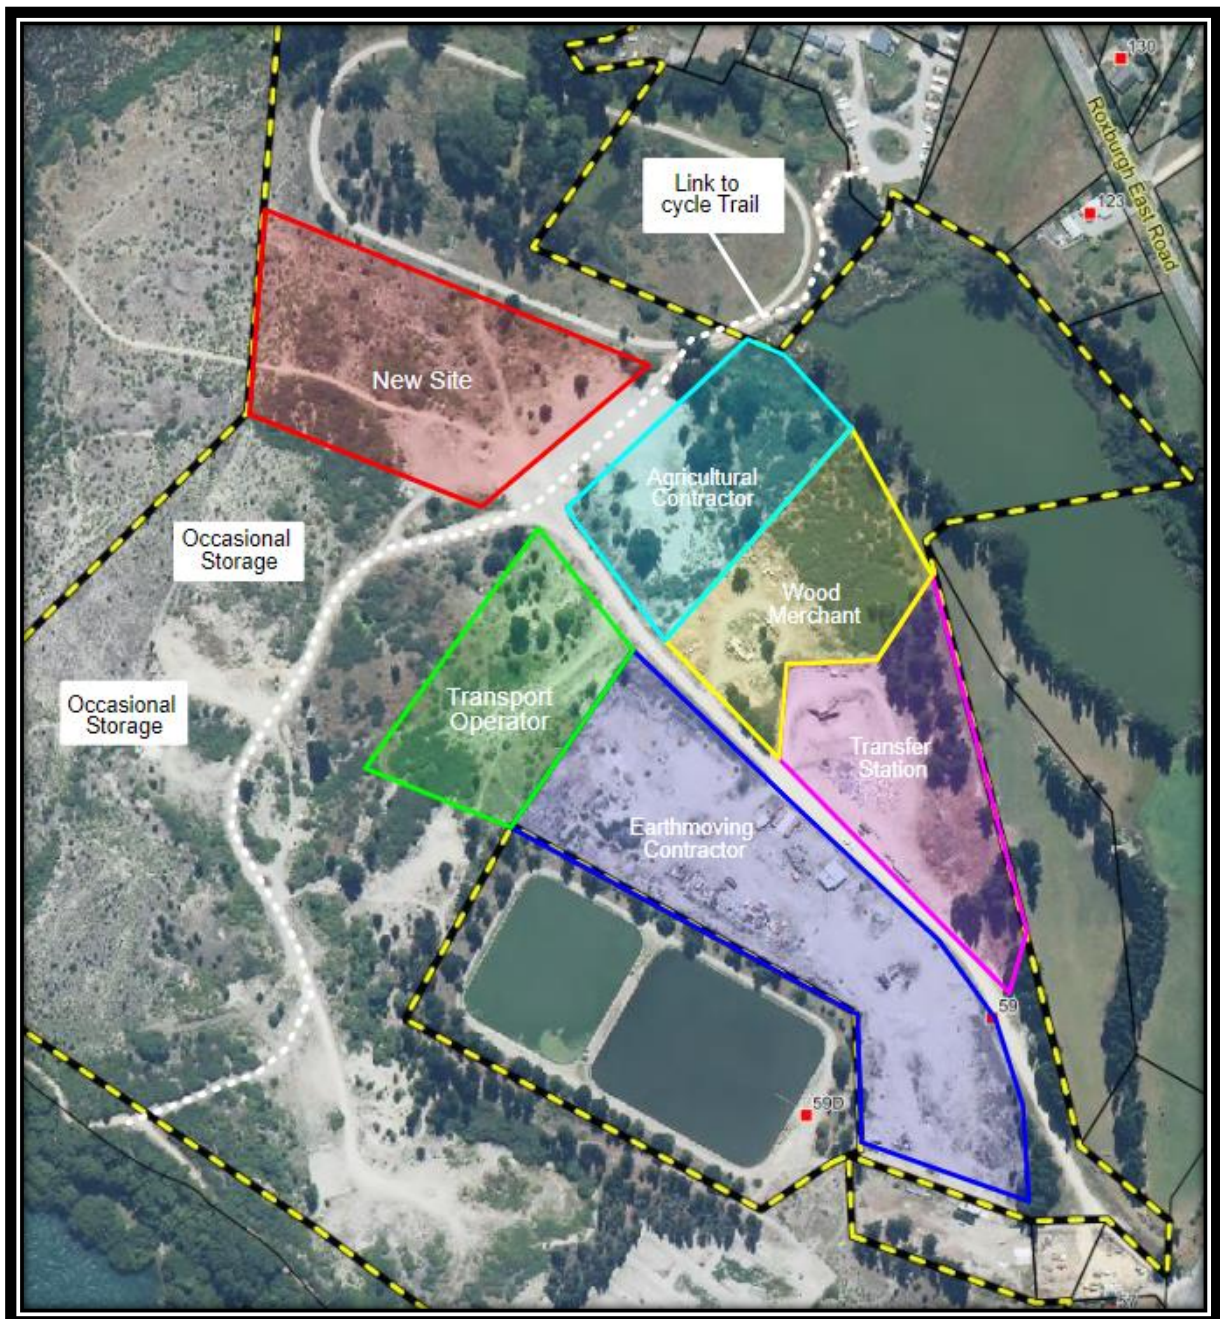 130
Roxburgh East Road
Link to
cycle Trail
123
New Site
Agricultural
Contractor
Occasional
Storage
Wood
Merchant
Occasional
Storage
Transport
Operator
Transfer
Station
Earthmoving
Contractor
59
59D
57